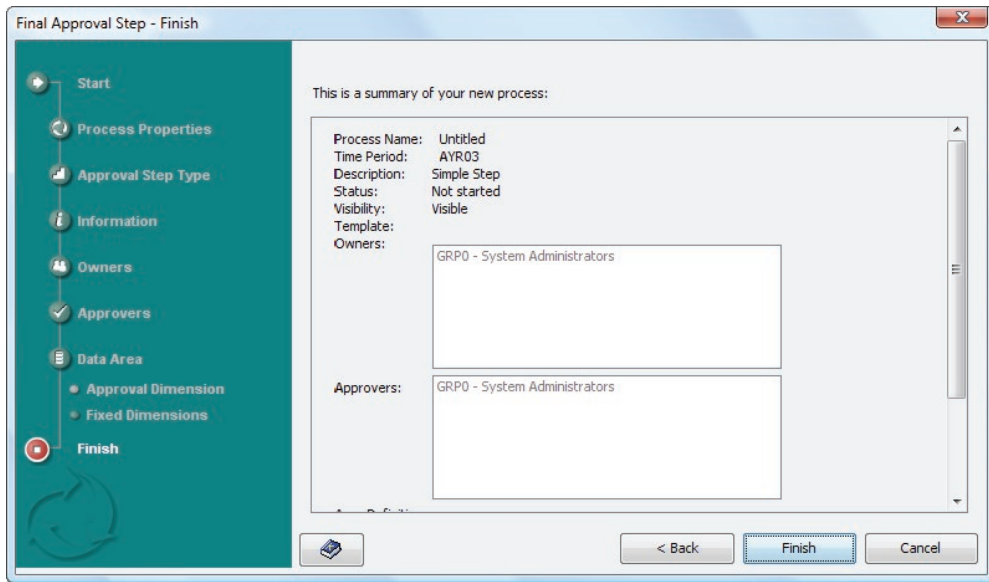 Final Approval Step - Finish
Start
Process Properties
Approval Step Type
Information
Owners
Approvers
Data Area
Approval Dimension
Fixed Dimensions
Finish
This is a summary of your new process:
Process Name: Untitled
Time Period: AYR03
Description: Simple Step
Status: Not started
Visibility: Visible
Template:
Owners:
GRP0 - System Administrators
Approvers:
GRP0 - System Administrators
< Back
Finish
Cancel